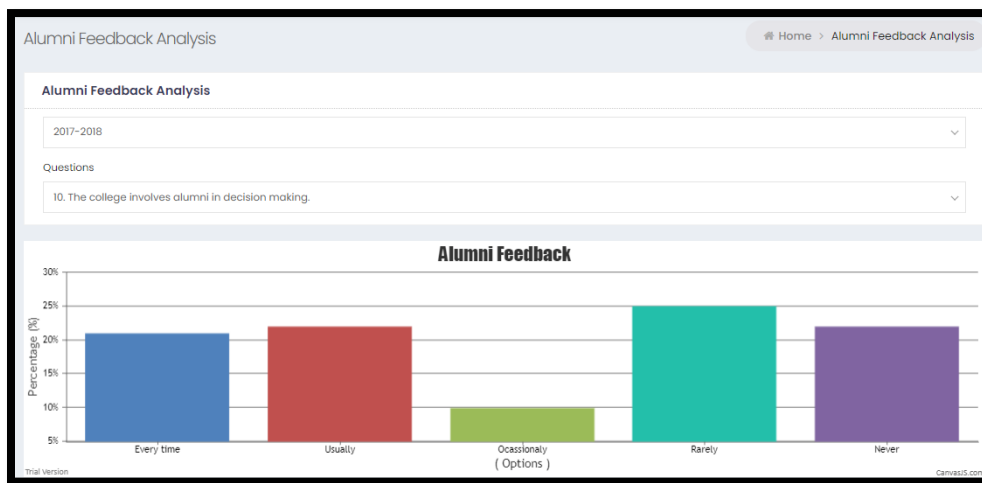 Alumni Feedback Analysis
Home > Alumni Feedback Analysis
Alumni Feedback Analysis
2017-2018
Questions
10. The college involves alumni in decision making.
Alumni Feedback
30%
25%
20%
15%
10%
5%
Percentage (%)
Every time Usually Ocassionaly Rarely Never
( Options )
Trial Version CanvasJS.com